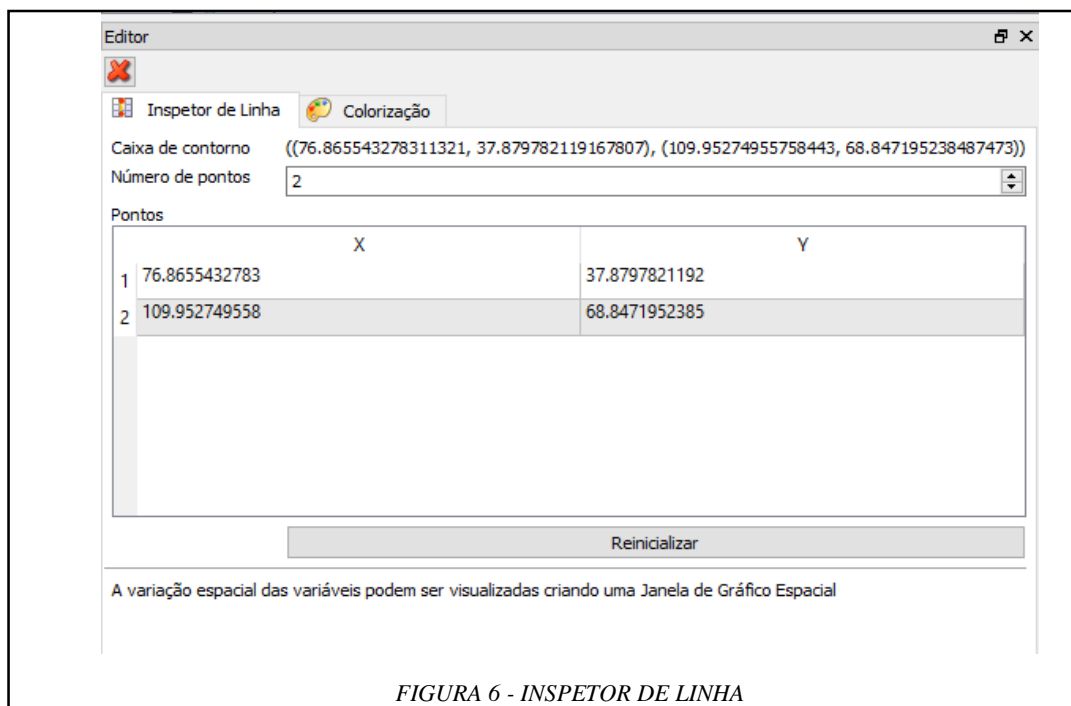 Editor
Inspetor de Linha Colorização
Caixa de contorno ((76.865543278311321, 37.879782119167807), (109.95274955758443, 68.847195238487473))
Número de pontos 2
Pontos
X Y
1 76.8655432783 37.8797821192
2 109.952749558 68.8471952385
Reinicializar
A variação espacial das variáveis podem ser visualizadas criando uma Janela de Gráfico Espacial
FIGURA 6 - INSPETOR DE LINHA